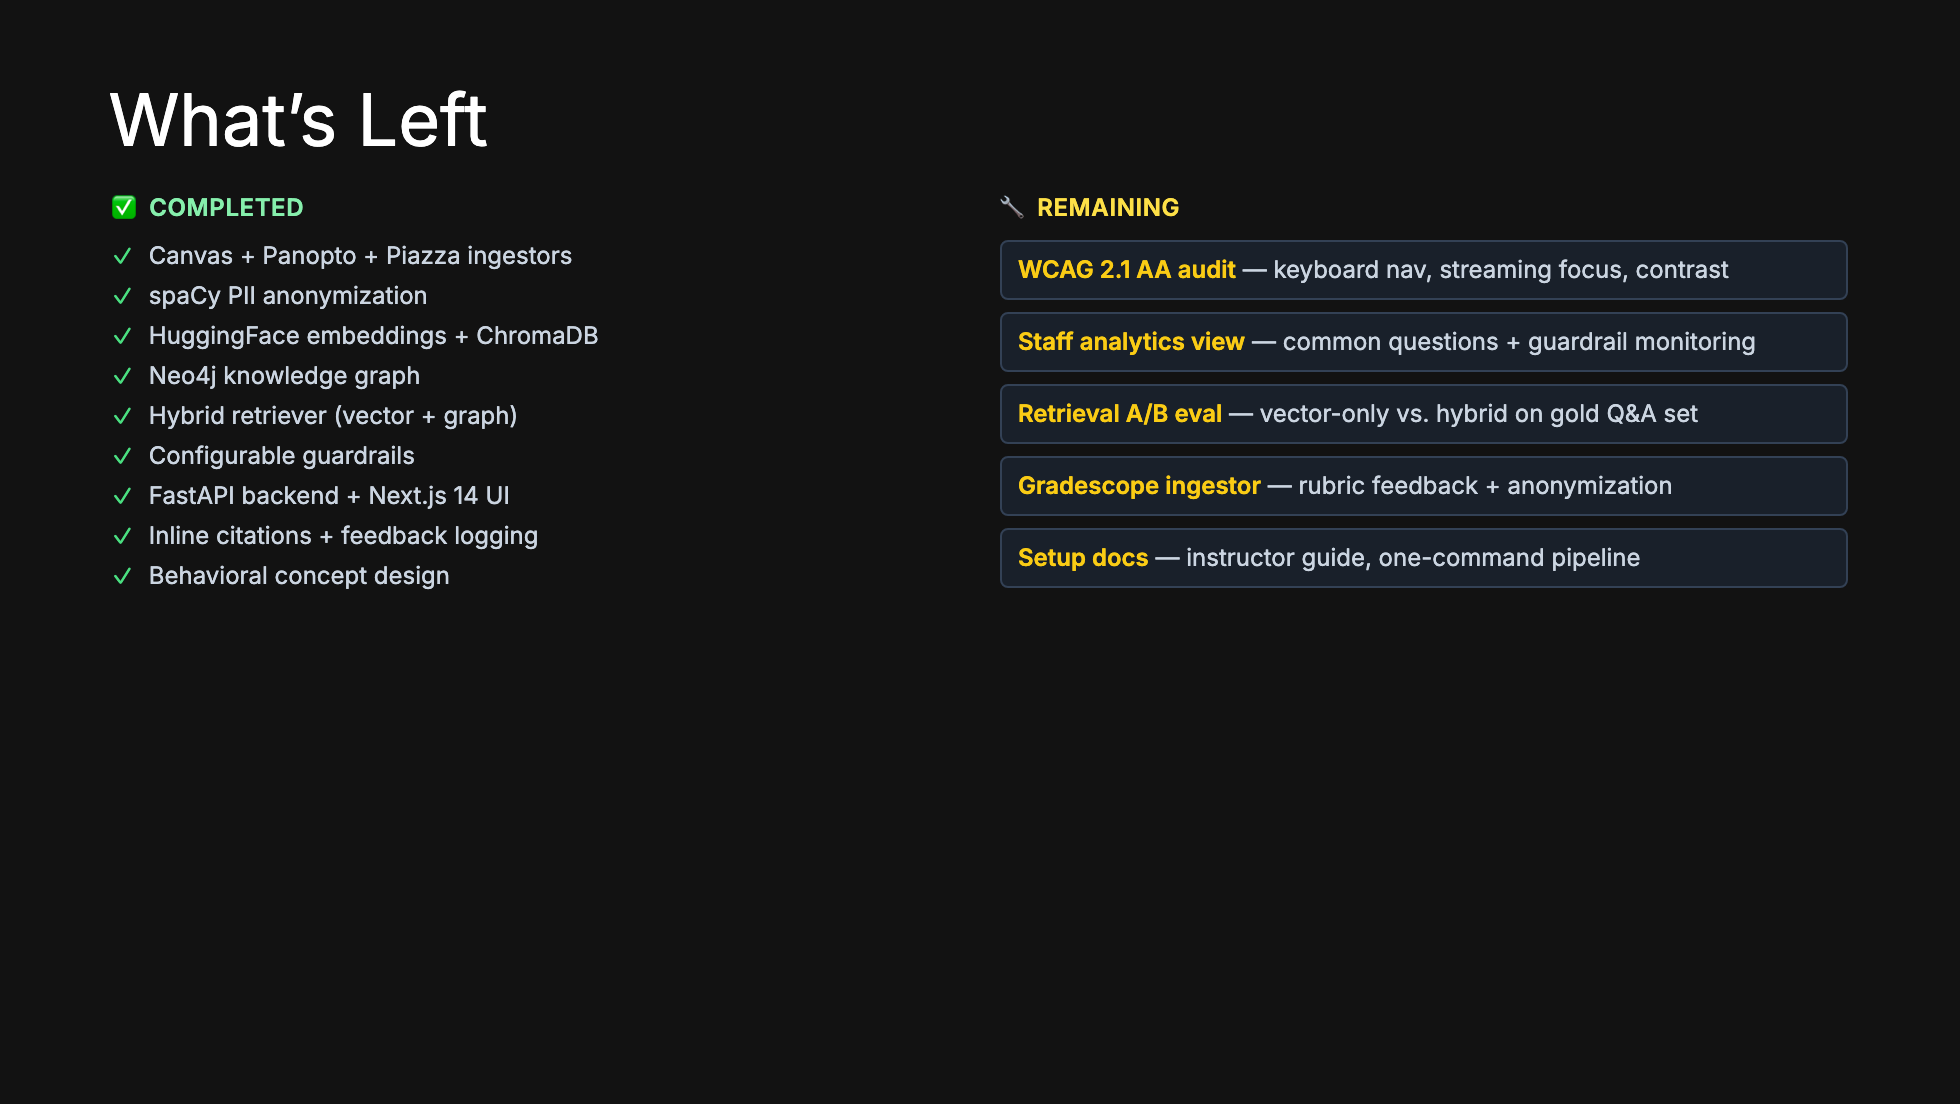 What’s Left
✅ COMPLETED
✓ Canvas + Panopto + Piazza ingestors
✓ spaCy PII anonymization
✓ HuggingFace embeddings + ChromaDB
✓ Neo4j knowledge graph
✓ Hybrid retriever (vector + graph)
✓ Configurable guardrails
✓ FastAPI backend + Next.js 14 UI
✓ Inline citations + feedback logging
✓ Behavioral concept design
🔧 REMAINING
WCAG 2.1 AA audit — keyboard nav, streaming focus, contrast
Staff analytics view — common questions + guardrail monitoring
Retrieval A/B eval — vector-only vs. hybrid on gold Q&A set
Gradescope ingestor — rubric feedback + anonymization
Setup docs — instructor guide, one-command pipeline